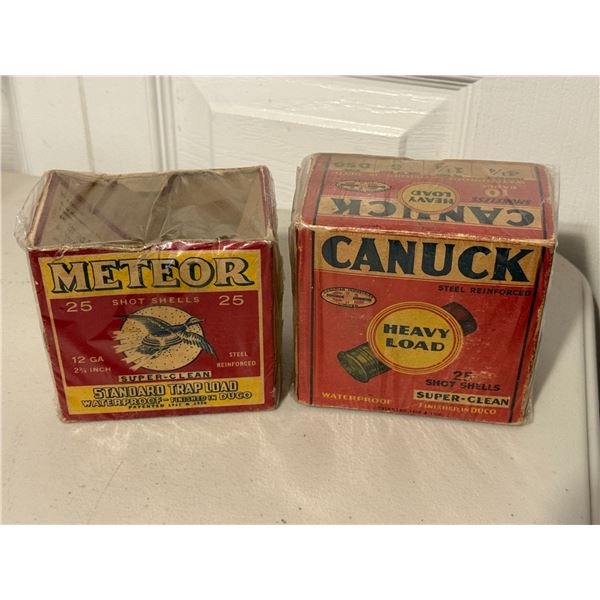 METEOR
25 SHOT SHELLS 25
12 GA
2¾ INCH
STEEL
REINFORCED
SUPER-CLEAN
STANDARD TRAP LOAD
WATERPROOF - FINISHED IN DUCO
CANUCK
HEAVY
LOAD
10
SMOKELESS
CANUCK
STEEL REINFORCED
HEAVY
LOAD
25
SHOT SHELLS
SUPER-CLEAN
WATERPROOF
FINISHED IN DUCO